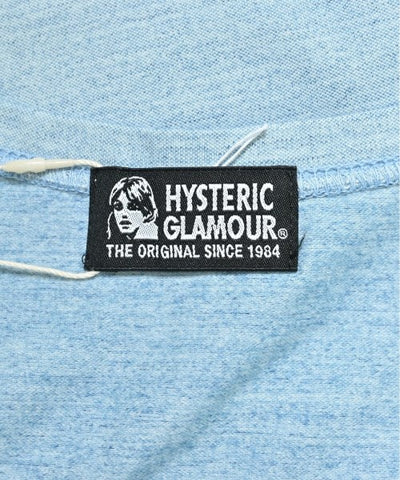 HYSTERIC
GLAMOUR®
THE ORIGINAL SINCE 1984